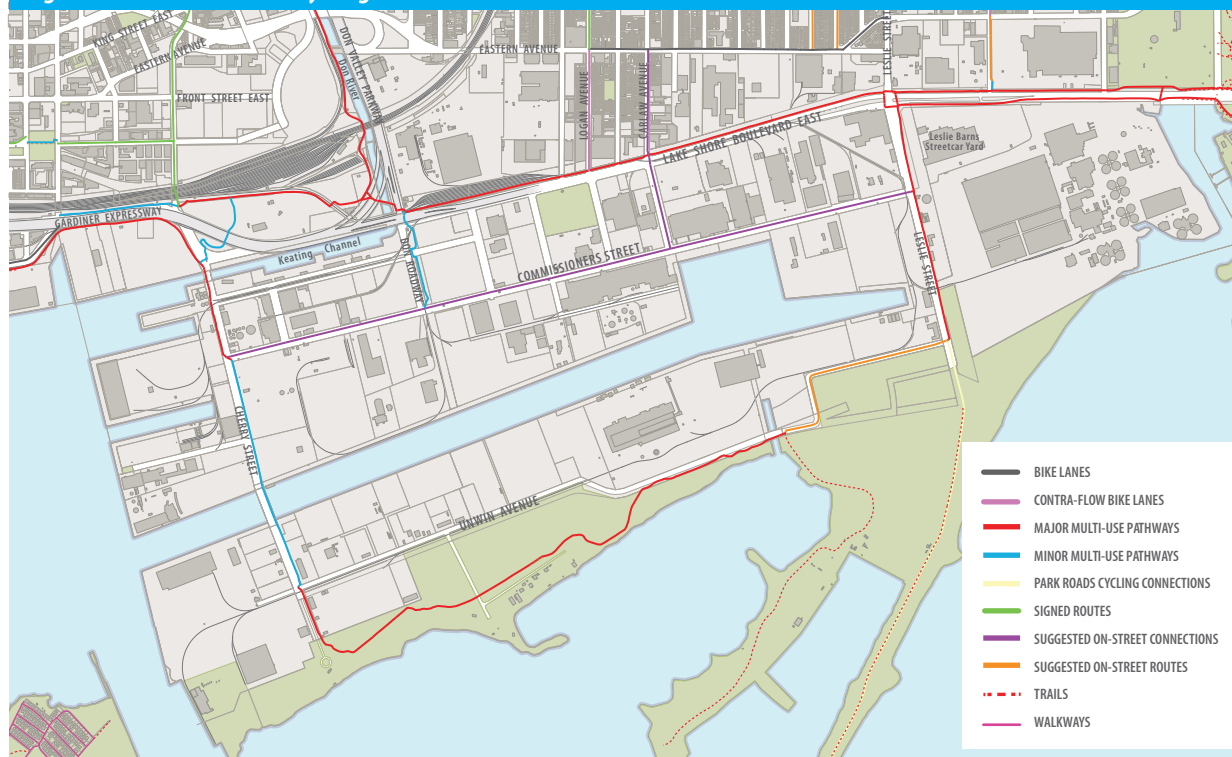 KING STREET EAST
EASTERN AVENUE
FRONT STREET EAST
DON VALLEY PARKWAY
Don River
EASTERN AVENUE
LOGAN AVENUE
CARLAW AVENUE
LESLIE STREET
LAKE SHORE BOULEVARD EAST
Leslie Barns
Streetcar Yard
GARDINER EXPRESSWAY
Keating Channel
DON ROADWAY
COMMISSIONERS STREET
LESLIE STREET
CHERRY STREET
UNWIN AVENUE
BIKE LANES
CONTRA-FLOW BIKE LANES
MAJOR MULTI-USE PATHWAYS
MINOR MULTI-USE PATHWAYS
PARK ROADS CYCLING CONNECTIONS
SIGNED ROUTES
SUGGESTED ON-STREET CONNECTIONS
SUGGESTED ON-STREET ROUTES
TRAILS
WALKWAYS